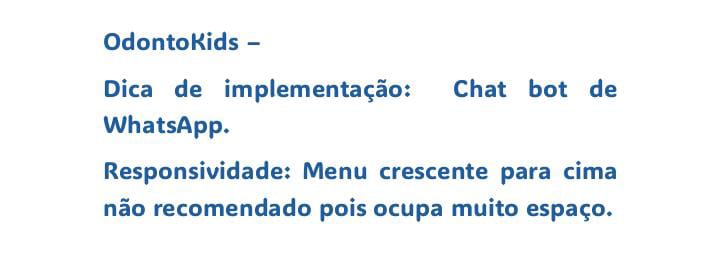 OdontoKids –
Dica de implementação: Chat bot de
WhatsApp.
Responsividade: Menu crescente para cima
não recomendado pois ocupa muito espaço.